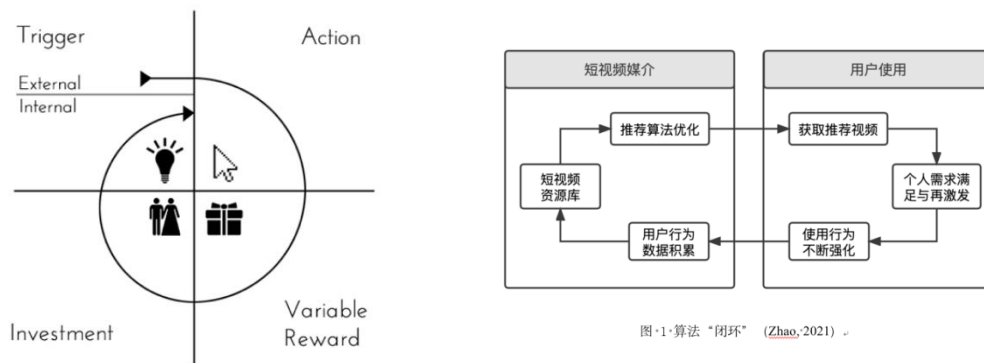 Trigger
Action
External
Internal
Investment
Variable
Reward
短视频媒介
用户使用
推荐算法优化
获取推荐视频
短视频
资源库
个人需求满
足与再激发
用户行为
数据积累
使用行为
不断强化
图·1·算法“闭环” (Zhao,·2021)